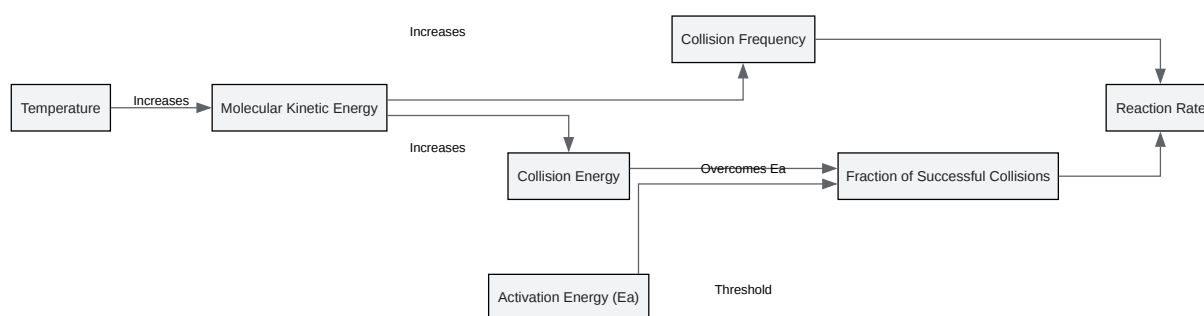 Increases
Collision Frequency
Temperature
Increases
Molecular Kinetic Energy
Reaction Rate
Increases
Collision Energy
Overcomes Ea
Fraction of Successful Collisions
Activation Energy (Ea)
Threshold